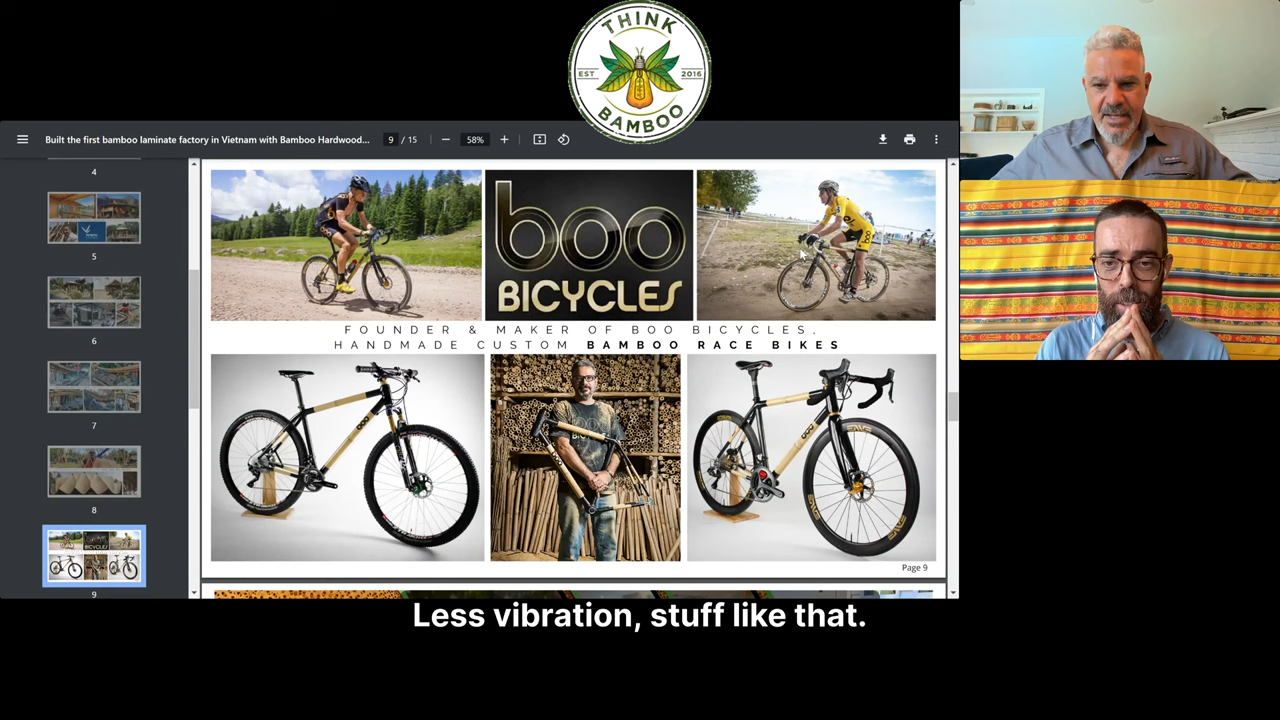 THINK
EST
2016
BAMBOO
Built the first bamboo laminate factory in Vietnam with Bamboo Hardwood...
9 / 15
58%
4
5
6
7
8
9
boo
BICYCLES
FOUNDER & MAKER OF BOO BICYCLES.
HANDMADE CUSTOM BAMBOO RACE BIKES
boo
boo
Page 9
Less vibration, stuff like that.